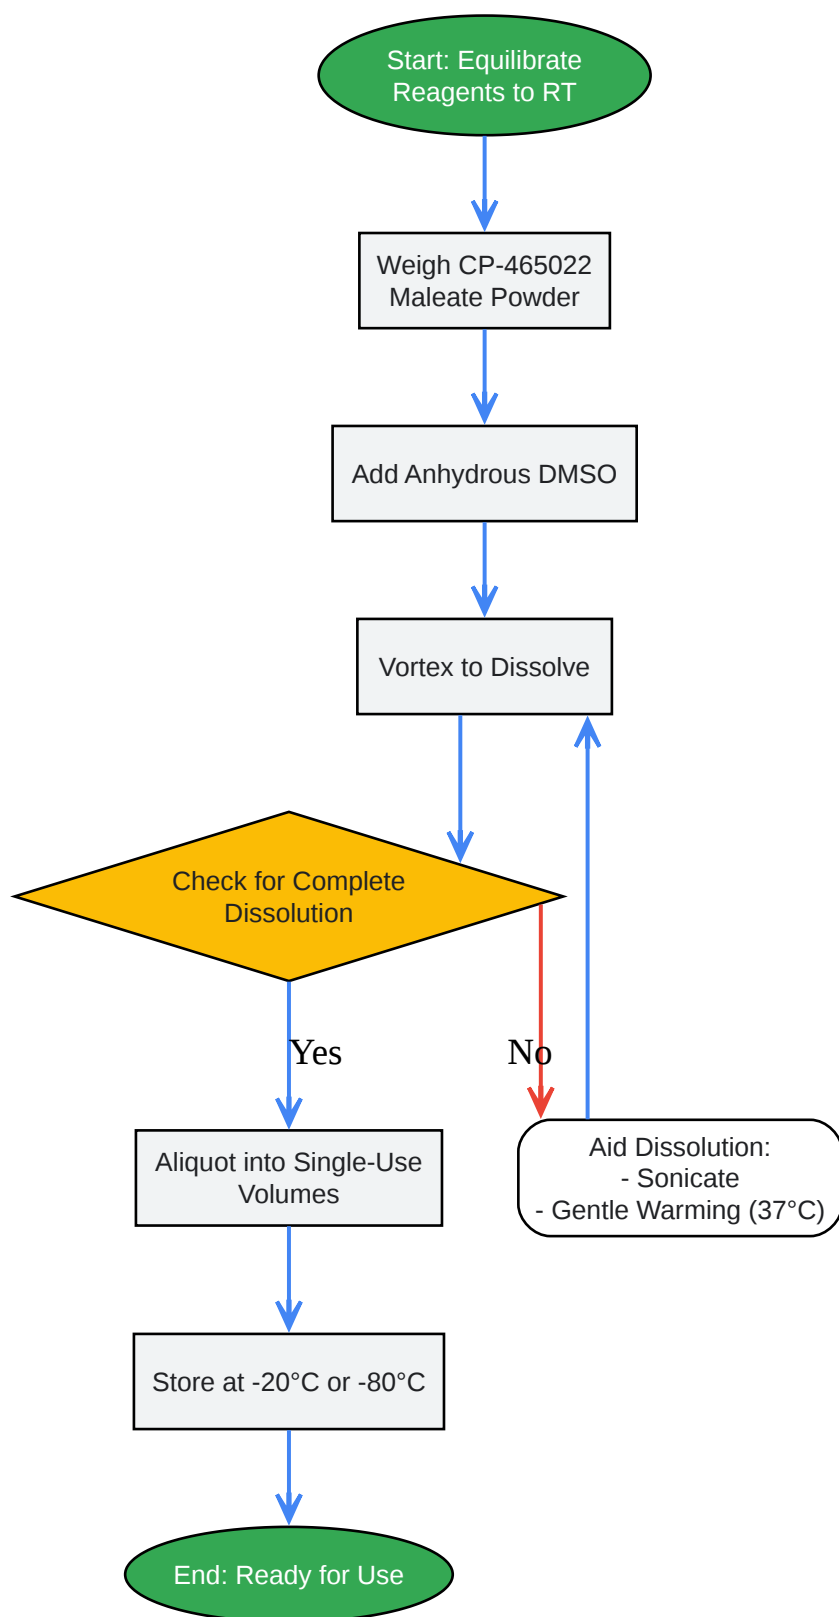 Start: Equilibrate
Reagents to RT
Weigh CP-465022
Maleate Powder
Add Anhydrous DMSO
Vortex to Dissolve
Check for Complete
Dissolution
Yes
No
Aliquot into Single-Use
Volumes
Aid Dissolution:
- Sonicate
- Gentle Warming (37°C)
Store at -20°C or -80°C
End: Ready for Use